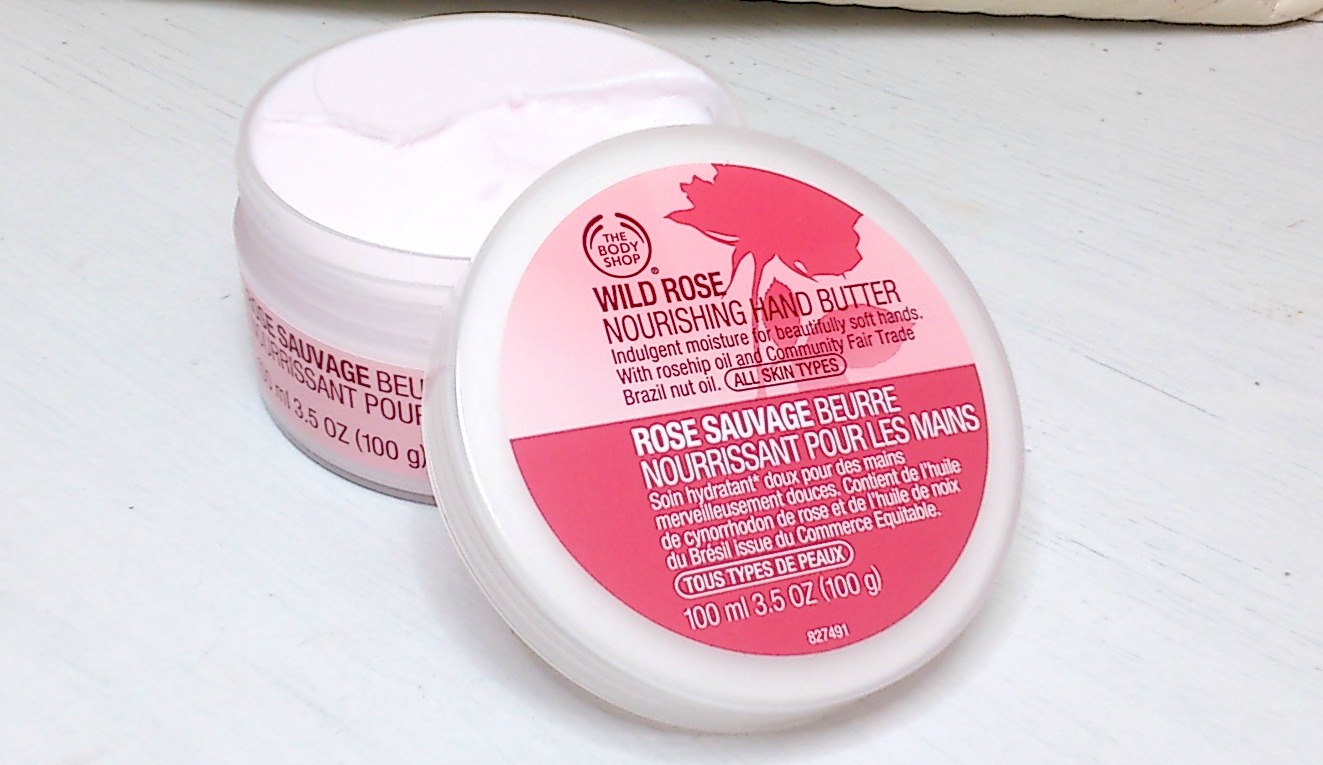 THE
BODY
SHOP
®
WILD ROSE
NOURISHING HAND BUTTER
Indulgent moisture for beautifully soft hands.
With rosehip oil and Community Fair Trade
Brazil nut oil. ALL SKIN TYPES
ROSE SAUVAGE BEURRE
NOURRISSANT POUR LES MAINS
Soin hydratant* doux pour des mains
merveilleusement douces. Contient de l'huile
de cynorrhodon de rose et de l'huile de noix
du Brésil issue du Commerce Equitable.
TOUS TYPES DE PEAUX
100 ml 3.5 OZ (100 g)
827491
SAUVAGE
POUR
ml 3.5 OZ (100 g)